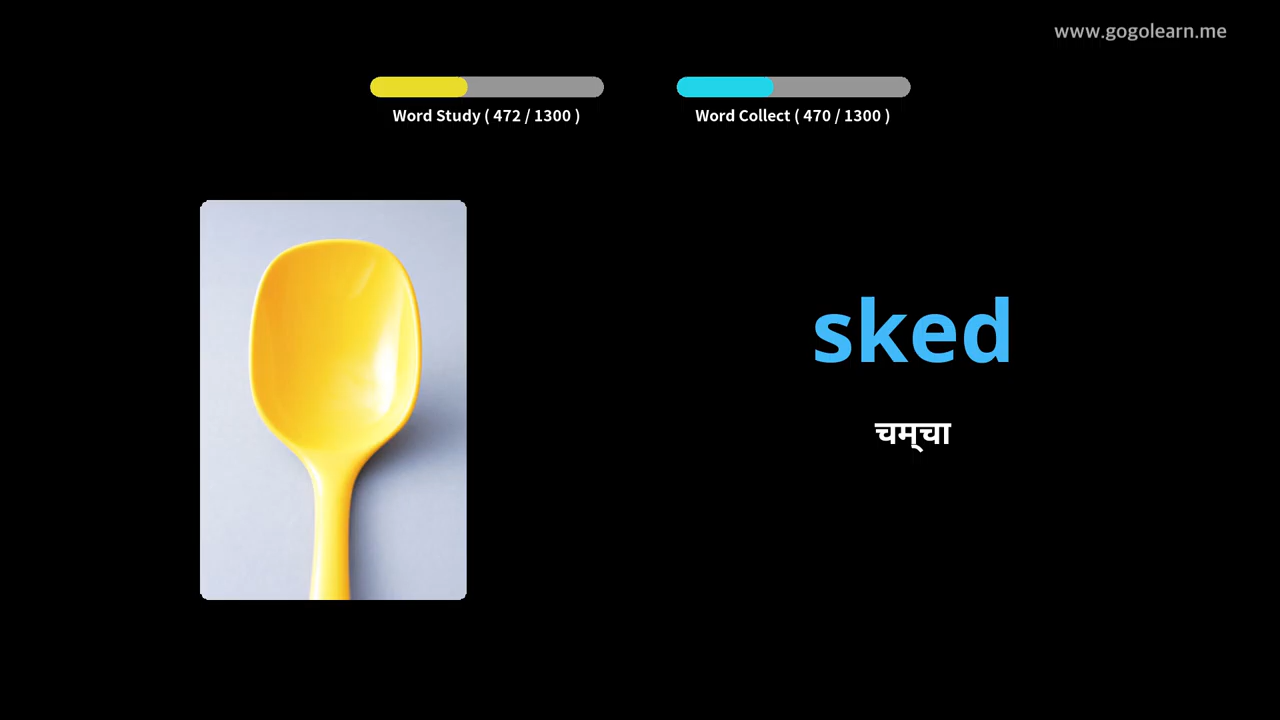 www.gogolearn.me
Word Study ( 472 / 1300 )
Word Collect ( 470 / 1300 )
sked
चम्‌चा